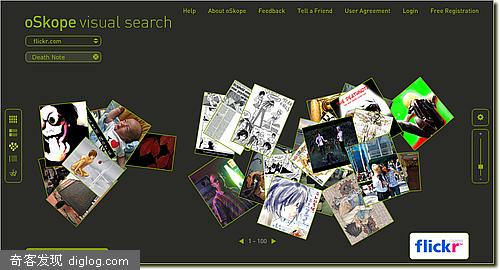 Help About oSkope Feedback Tell a Friend User Agreement Login Free Registration
oSkope visual search
flickr.com
Death Note
1 - 100
flickr
奇客发现 diglog.com